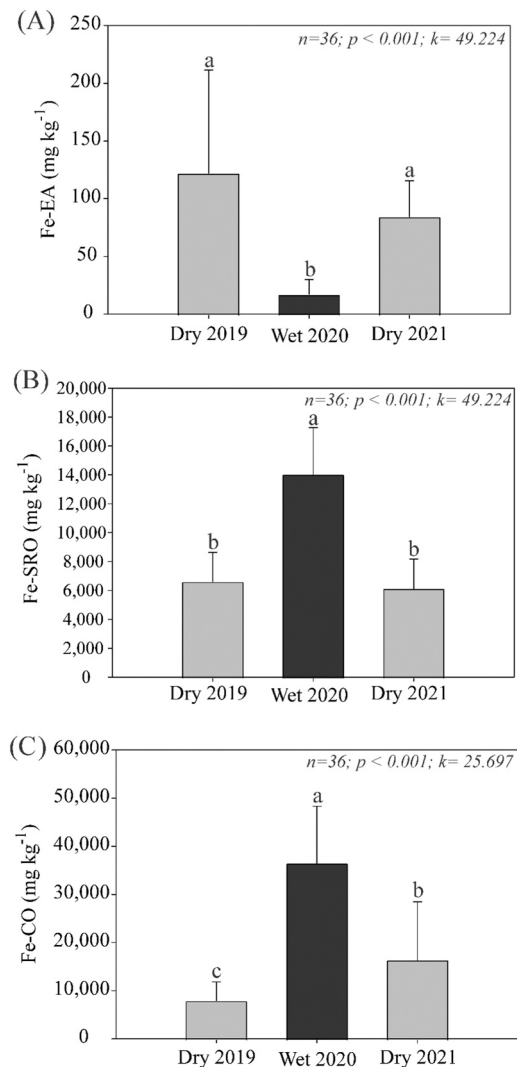 (A)
n=36; p < 0.001; k= 49.224
Fe-EA (mg kg-1)
250
200
150
100
50
0
a
b
a
Dry 2019 Wet 2020 Dry 2021
(B)
n=36; p < 0.001; k= 49.224
Fe-SRO (mg kg-1)
20,000
18,000
16,000
14,000
12,000
10,000
8,000
6,000
4,000
2,000
0
b
a
b
Dry 2019 Wet 2020 Dry 2021
(C)
n=36; p < 0.001; k= 25.697
Fe-CO (mg kg-1)
60,000
50,000
40,000
30,000
20,000
10,000
0
c
a
b
Dry 2019 Wet 2020 Dry 2021